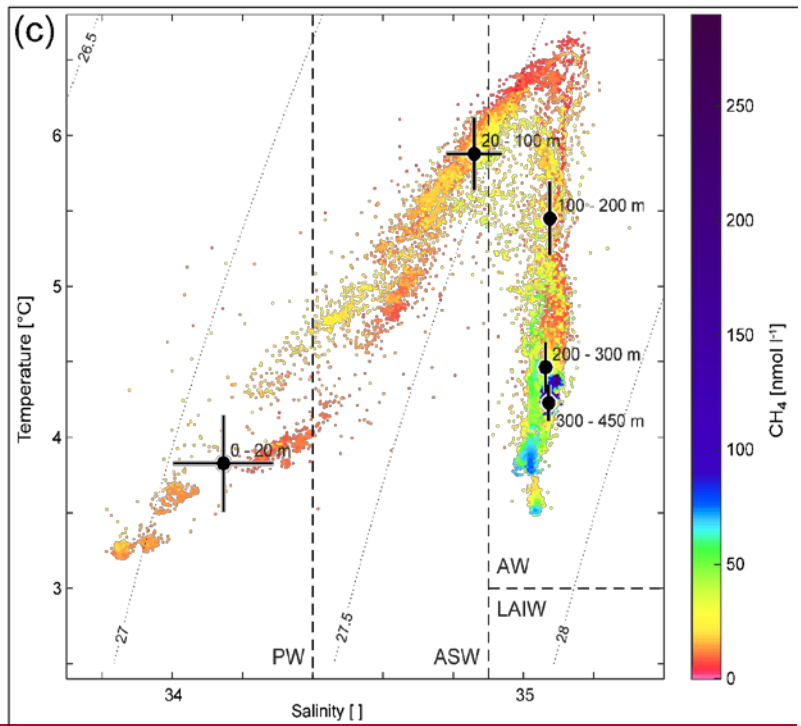 (c)
26.5
250
200
150
100
50
0
CH₄ [nmol l⁻¹]
6
5
4
3
Temperature [°C]
20 - 100 m
100 - 200 m
200 - 300 m
300 - 450 m
0 - 20 m
AW
LAIW
PW
ASW
27
27.5
28
34
35
Salinity [ ]